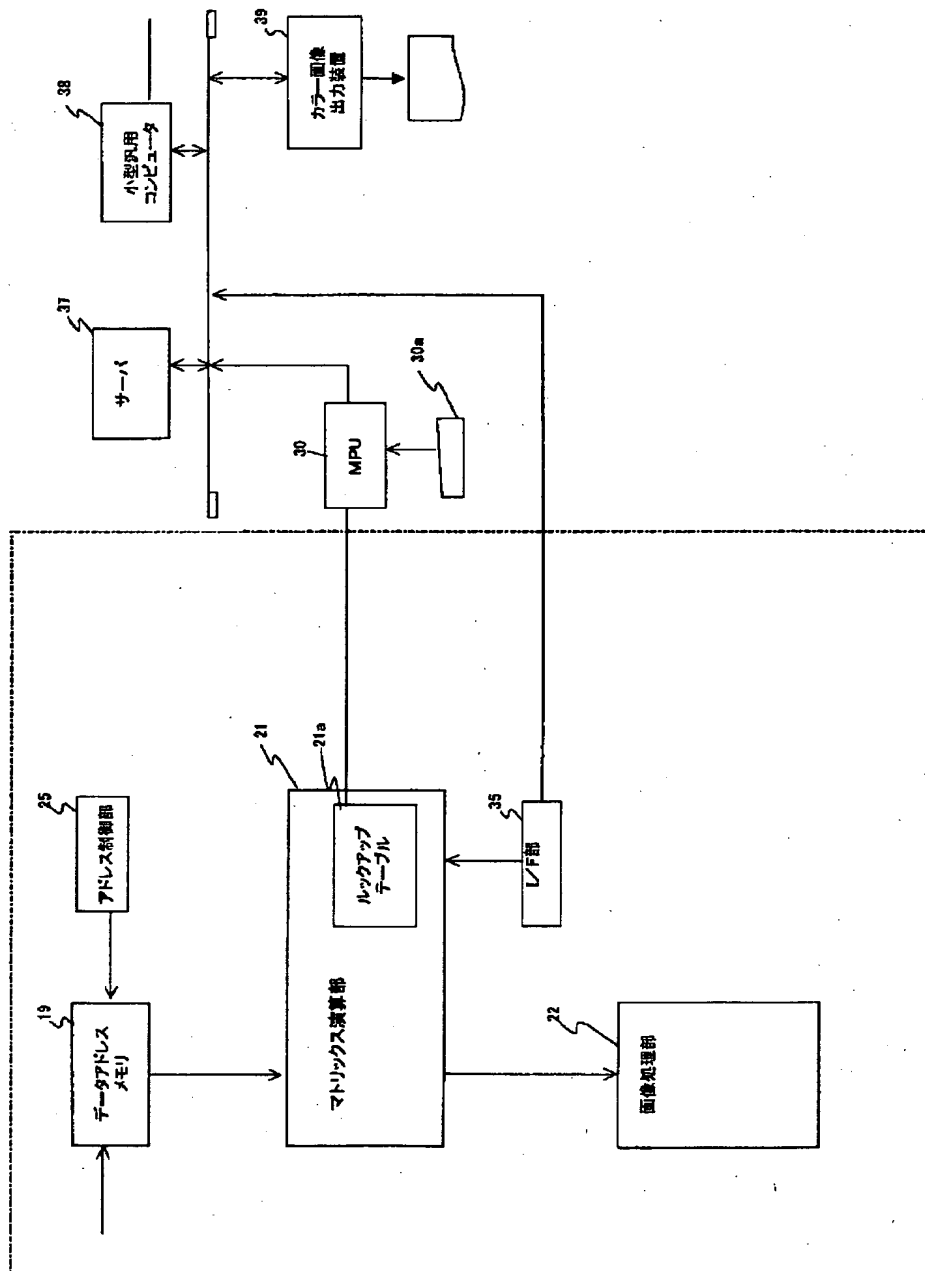 39
カラー画像
出力装置
38
小型汎用
コンピュータ
37
サーバ
30a
30
MPU
25
アドレス制御部
21
21a
ルックアップ
テーブル
35
I/F部
19
データアドレス
メモリ
マトリックス演算部
22
画像処理部